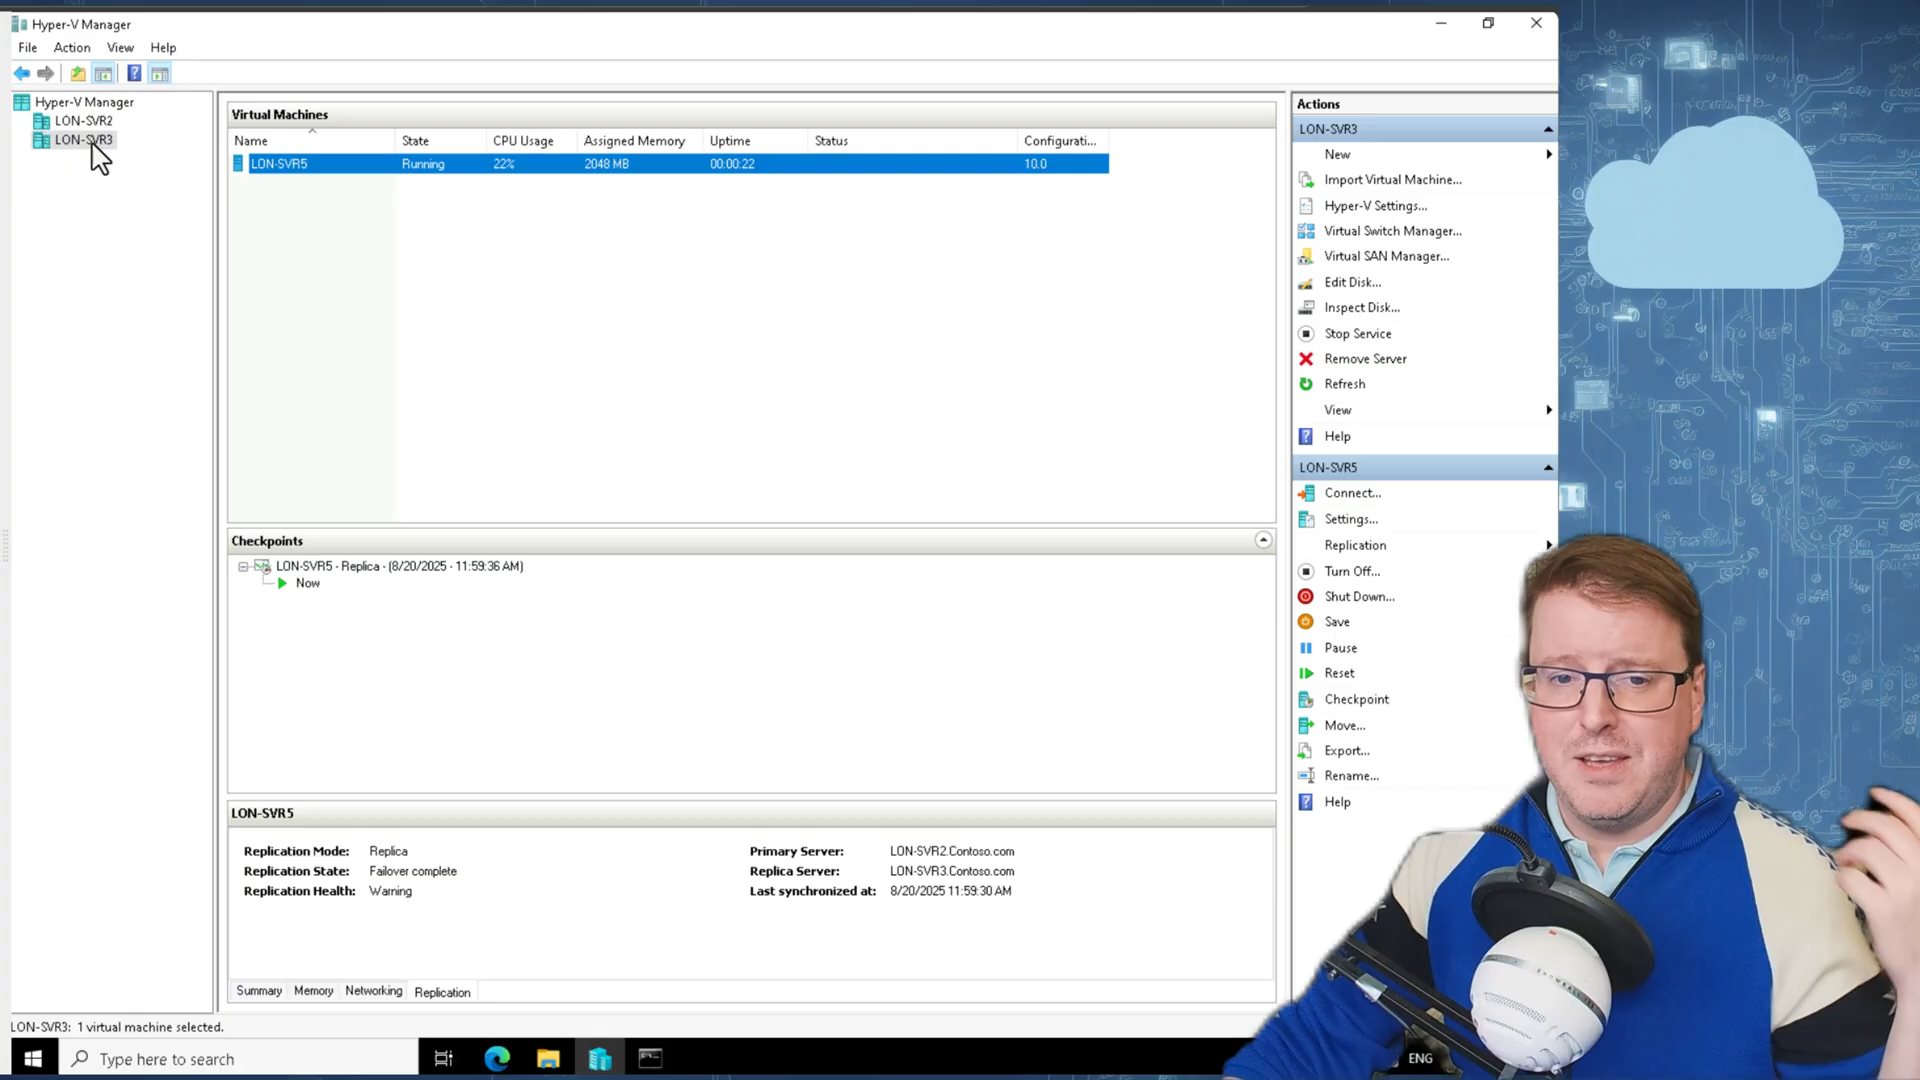 Hyper-V Manager
File Action View Help
Hyper-V Manager
LON-SVR2
LON-SVR3
Virtual Machines
Name State CPU Usage Assigned Memory Uptime Status Configurati...
LON-SVR5 Running 22% 2048 MB 00:00:22 10.0
Checkpoints
LON-SVR5 - Replica - (8/20/2025 - 11:59:36 AM)
Now
LON-SVR5
Replication Mode: Replica Primary Server: LON-SVR2.Contoso.com
Replication State: Failover complete Replica Server: LON-SVR3.Contoso.com
Replication Health: Warning Last synchronized at: 8/20/2025 11:59:30 AM
Summary Memory Networking Replication
Actions
LON-SVR3
New
Import Virtual Machine...
Hyper-V Settings...
Virtual Switch Manager...
Virtual SAN Manager...
Edit Disk...
Inspect Disk...
Stop Service
Remove Server
Refresh
View
Help
LON-SVR5
Connect...
Settings...
Replication
Turn Off...
Shut Down...
Save
Pause
Reset
Checkpoint
Move...
Export...
Rename...
Help
LON-SVR3: 1 virtual machine selected.
Type here to search
ENG
SNOWBALL ICE